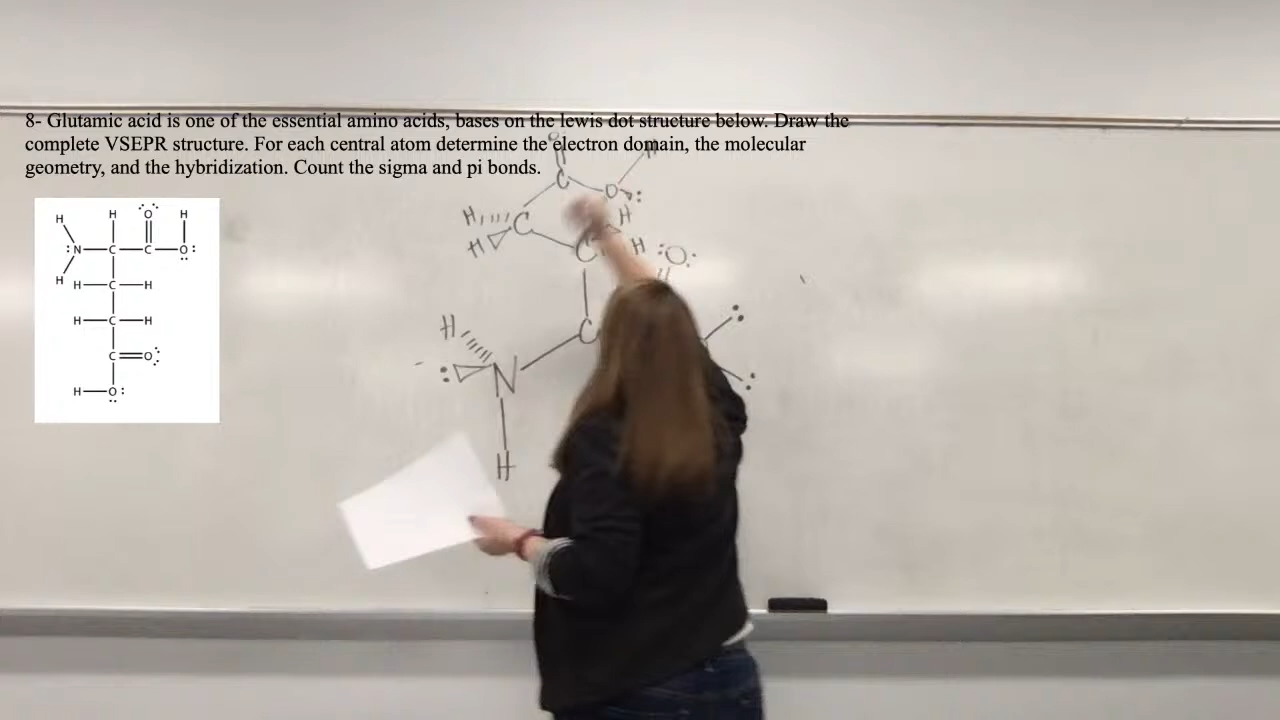 8- Glutamic acid is one of the essential amino acids, bases on the lewis dot structure below. Draw the
complete VSEPR structure. For each central atom determine the electron domain, the molecular
geometry, and the hybridization. Count the sigma and pi bonds.
H H O H
:N C C O:
H
H C H
H C H
C O
H O:
H
C O :
H C H
H C H :O:
H C
: N
H